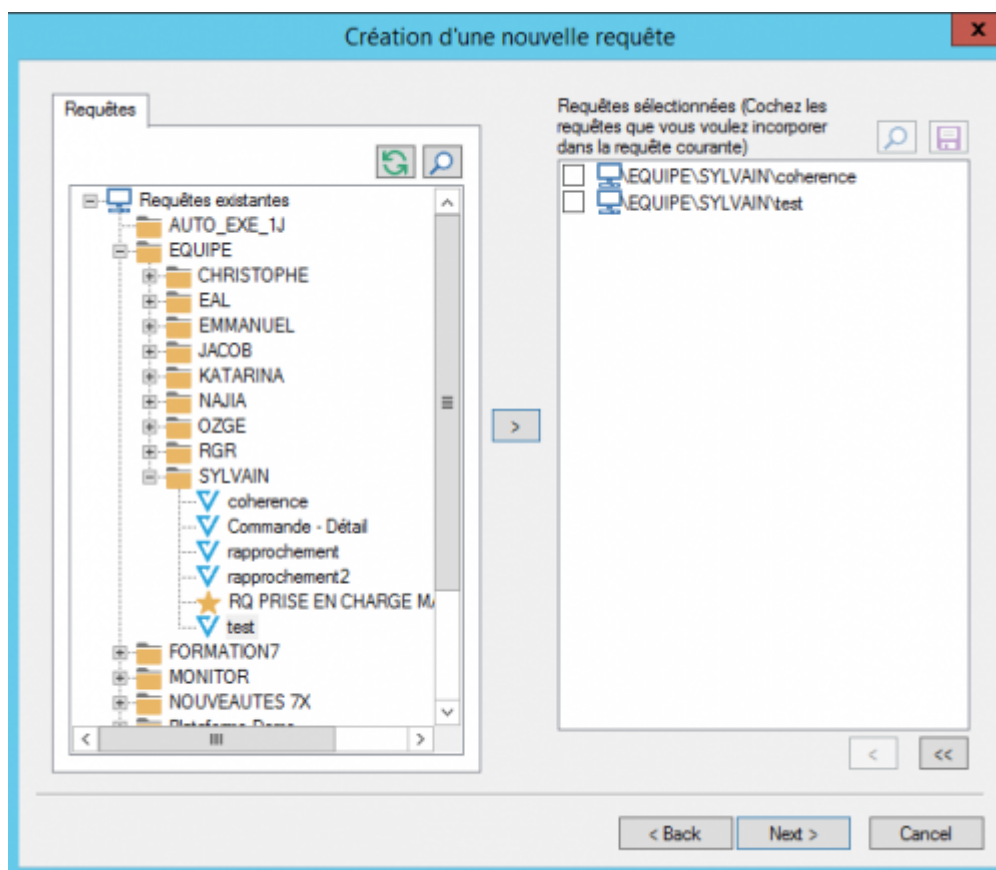 Création d'une nouvelle requête
x
Requêtes
Requêtes existantes
AUTO_EXE_1J
EQUIPE
CHRISTOPHE
EAL
EMMANUEL
JACOB
KATARINA
NAJIA
OZGE
RGR
SYLVAIN
coherence
Commande - Détail
rapprochement
rapprochement2
RQ PRISE EN CHARGE M
test
FORMATION7
MONITOR
NOUVEAUTES 7X
>
Requêtes sélectionnées (Cochez les
requêtes que vous voulez incorporer
dans la requête courante)
\EQUIPE\SYLVAIN\coherence
\EQUIPE\SYLVAIN\test
< <<
< Back Next > Cancel